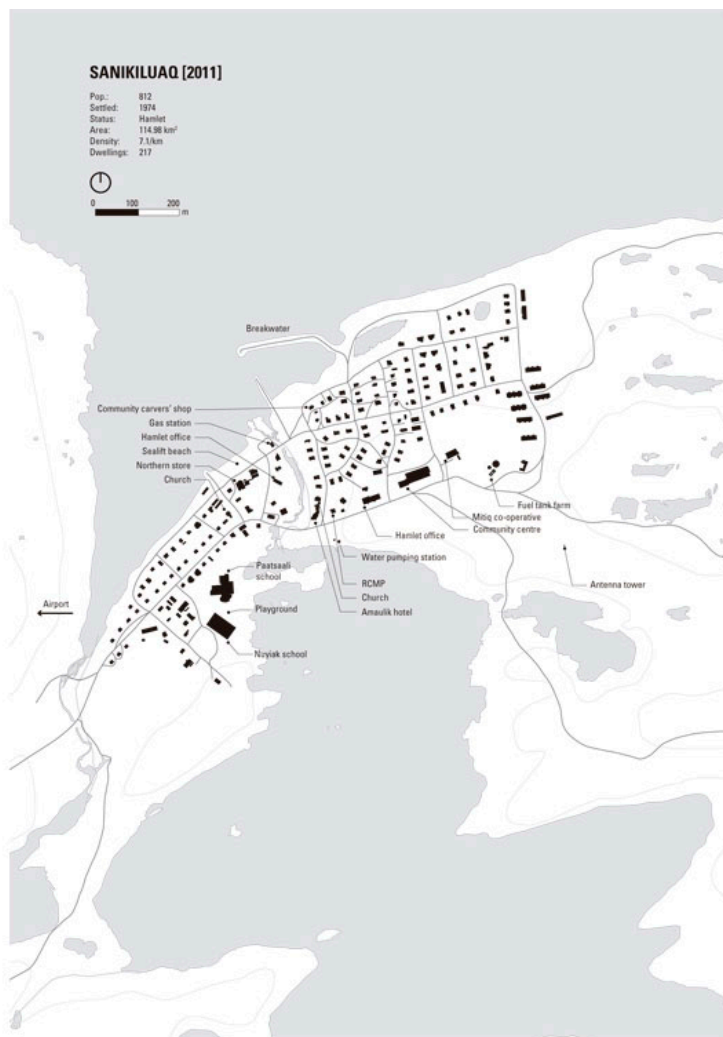 SANIKILUAQ [2011]
Pop.: 812
Settled: 1974
Status: Hamlet
Area: 114.98 km²
Density: 7.1/km
Dwellings: 217
0 100 200
m
Breakwater
Community carvers' shop
Gas station
Hamlet office
Sealift beach
Northern store
Church
Fuel tank farm
Mitiq co-operative
Community centre
Hamlet office
Water pumping station
Paatsaali
school
RCMP
Antenna tower
Church
Airport
Playground
Amaulik hotel
Nuyiak school